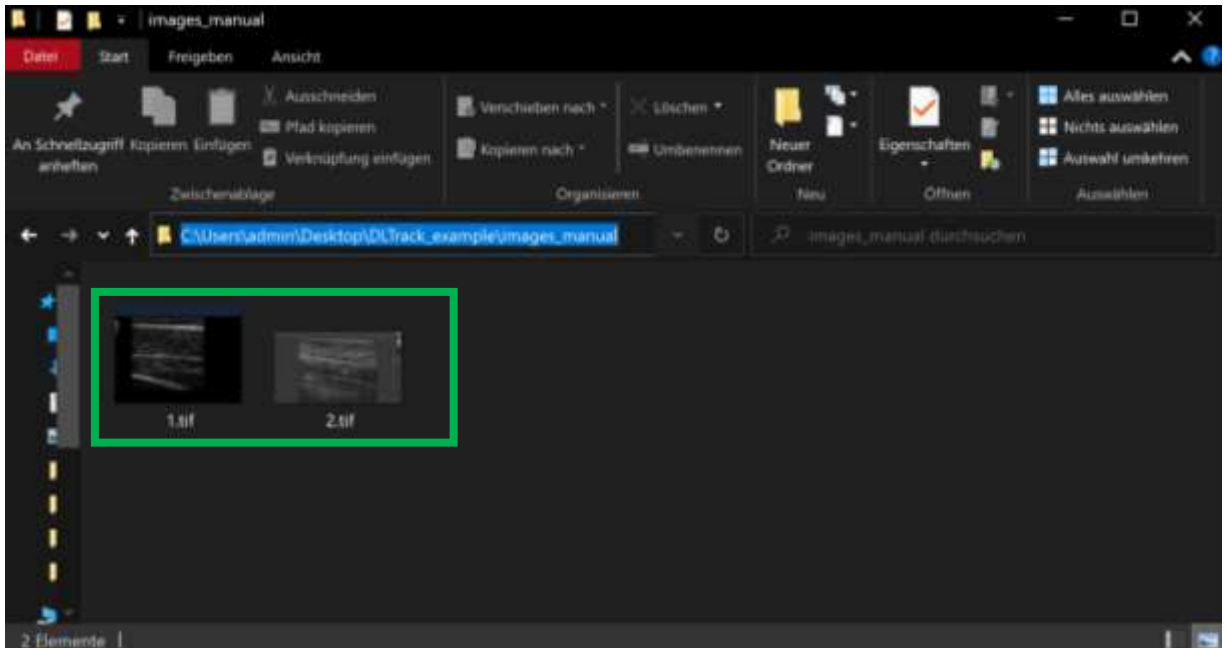 images_manual
Datei Start Freigeben Ansicht
An Schnellzugriff anheften
Kopieren
Einfügen
Ausschneiden
Pfad kopieren
Verknüpfung einfügen
Zwischenablage
Verschieben nach
Kopieren nach
Löschen
Umbenennen
Organisieren
Neuer
Ordner
Neu
Eigenschaften
Öffnen
Alles auswählen
Nichts auswählen
Auswahl umkehren
Auswählen
C:\Users\admin\Desktop\DLTrack_example\images_manual
images_manual durchsuchen
1.tif 2.tif
2 Elemente